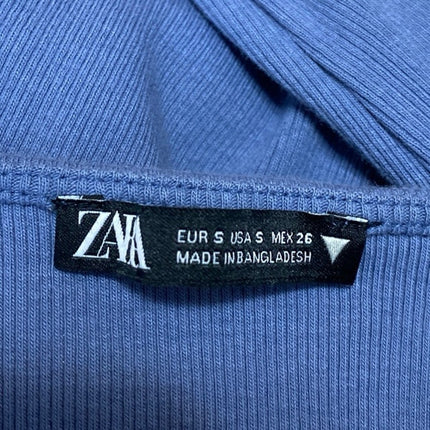 ZARA
EUR S USA S MEX 26
MADE IN BANGLADESH